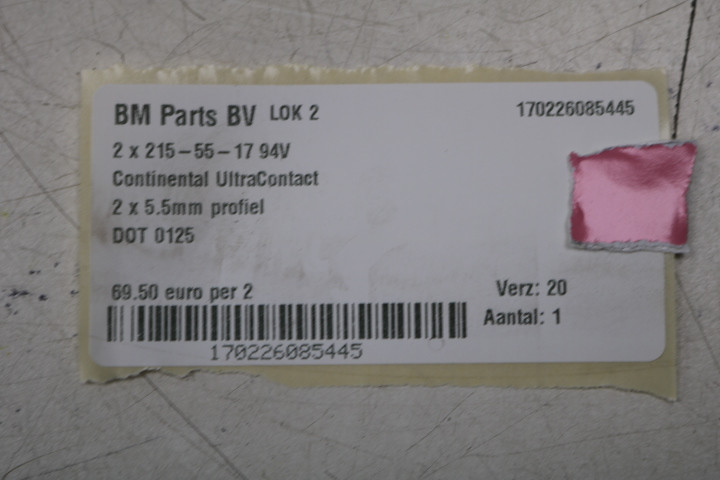 BM Parts BV LOK 2 170226085445
2 x 215-55-17 94V
Continental UltraContact
2 x 5.5mm profiel
DOT 0125
69.50 euro per 2 Verz: 20
Aantal: 1
170226085445